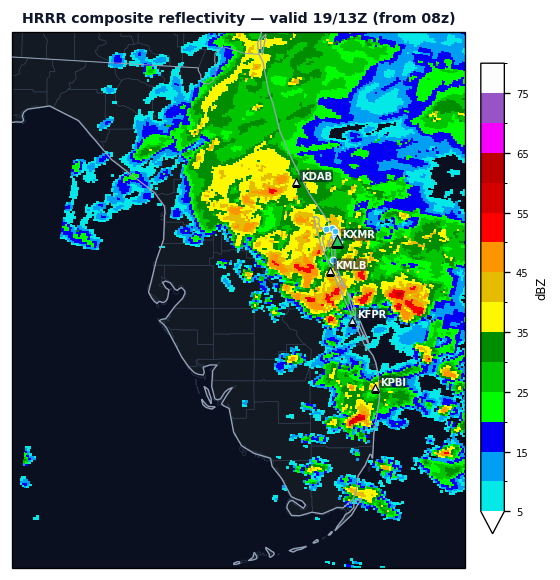 HRRR composite reflectivity — valid 19/13Z (from 08z)
KDAB
KXMR
KMLB
KFPR
KPBI
75
65
55
45
35
25
15
5
dBZ